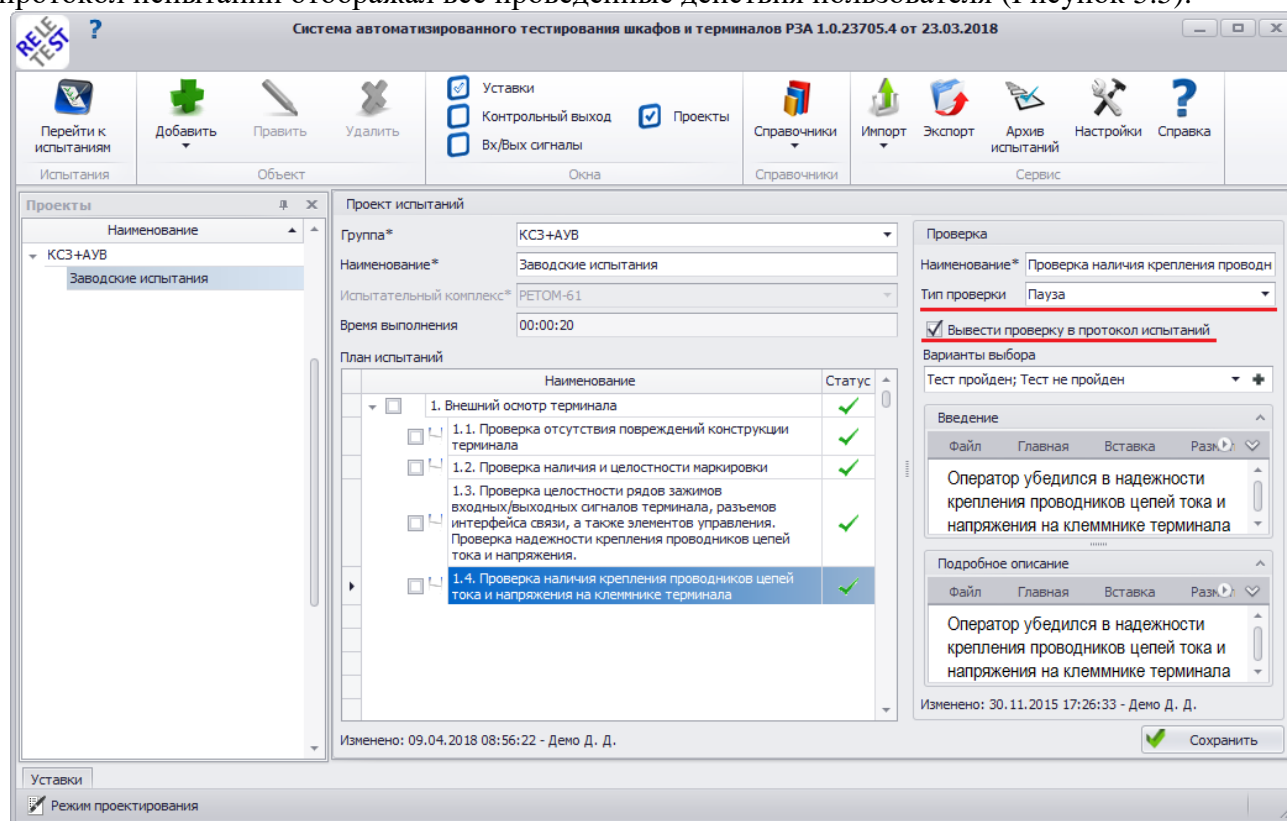 протокол испытаний отображал все проведенные действия пользователя (Рисунок 3.3).
RELE TEST
?
Система автоматизированного тестирования шкафов и терминалов РЗА 1.0.23705.4 от 23.03.2018
Перейти к
испытаниям
Добавить
Править
Удалить
Уставки
Контрольный выход
Вх/Вых сигналы
Проекты
Справочники
Импорт
Экспорт
Архив
испытаний
Настройки
Справка
Испытания
Объект
Окна
Справочники
Сервис
Проекты
Наименование
КСЗ+АУВ
Заводские испытания
Проект испытаний
Группа* КСЗ+АУВ
Наименование* Заводские испытания
Испытательный комплекс* РЕТОМ-61
Время выполнения 00:00:20
План испытаний
Наименование Статус
1. Внешний осмотр терминала
1.1. Проверка отсутствия повреждений конструкции
терминала
1.2. Проверка наличия и целостности маркировки
1.3. Проверка целостности рядов зажимов
входных/выходных сигналов терминала, разъемов
интерфейса связи, а также элементов управления.
Проверка надежности крепления проводников цепей
тока и напряжения.
1.4. Проверка наличия крепления проводников цепей
тока и напряжения на клеммнике терминала
Изменено: 09.04.2018 08:56:22 - Демо Д. Д.
Проверка
Наименование* Проверка наличия крепления проводн
Тип проверки Пауза
Вывести проверку в протокол испытаний
Варианты выбора
Тест пройден; Тест не пройден
Введение
Файл Главная Вставка Разм
Оператор убедился в надежности
крепления проводников цепей тока и
напряжения на клеммнике терминала
Подробное описание
Файл Главная Вставка Разм
Оператор убедился в надежности
крепления проводников цепей тока и
напряжения на клеммнике терминала
Изменено: 30.11.2015 17:26:33 - Демо Д. Д.
Сохранить
Уставки
Режим проектирования